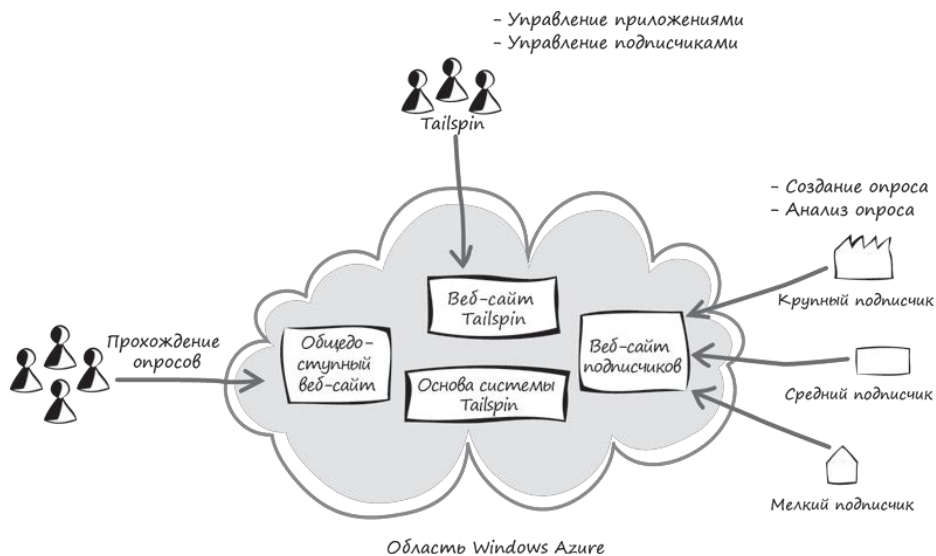 - Управление приложениями
- Управление подписчиками
Tailspin
- Создание опроса
- Анализ опроса
Крупный подписчик
Веб-сайт
Tailspin
Прохождение
опросов
Общедо-
ступный
веб-сайт
Веб-сайт
подписчиков
Основа системы
Tailspin
Средний подписчик
Мелкий подписчик
Область Windows Azure